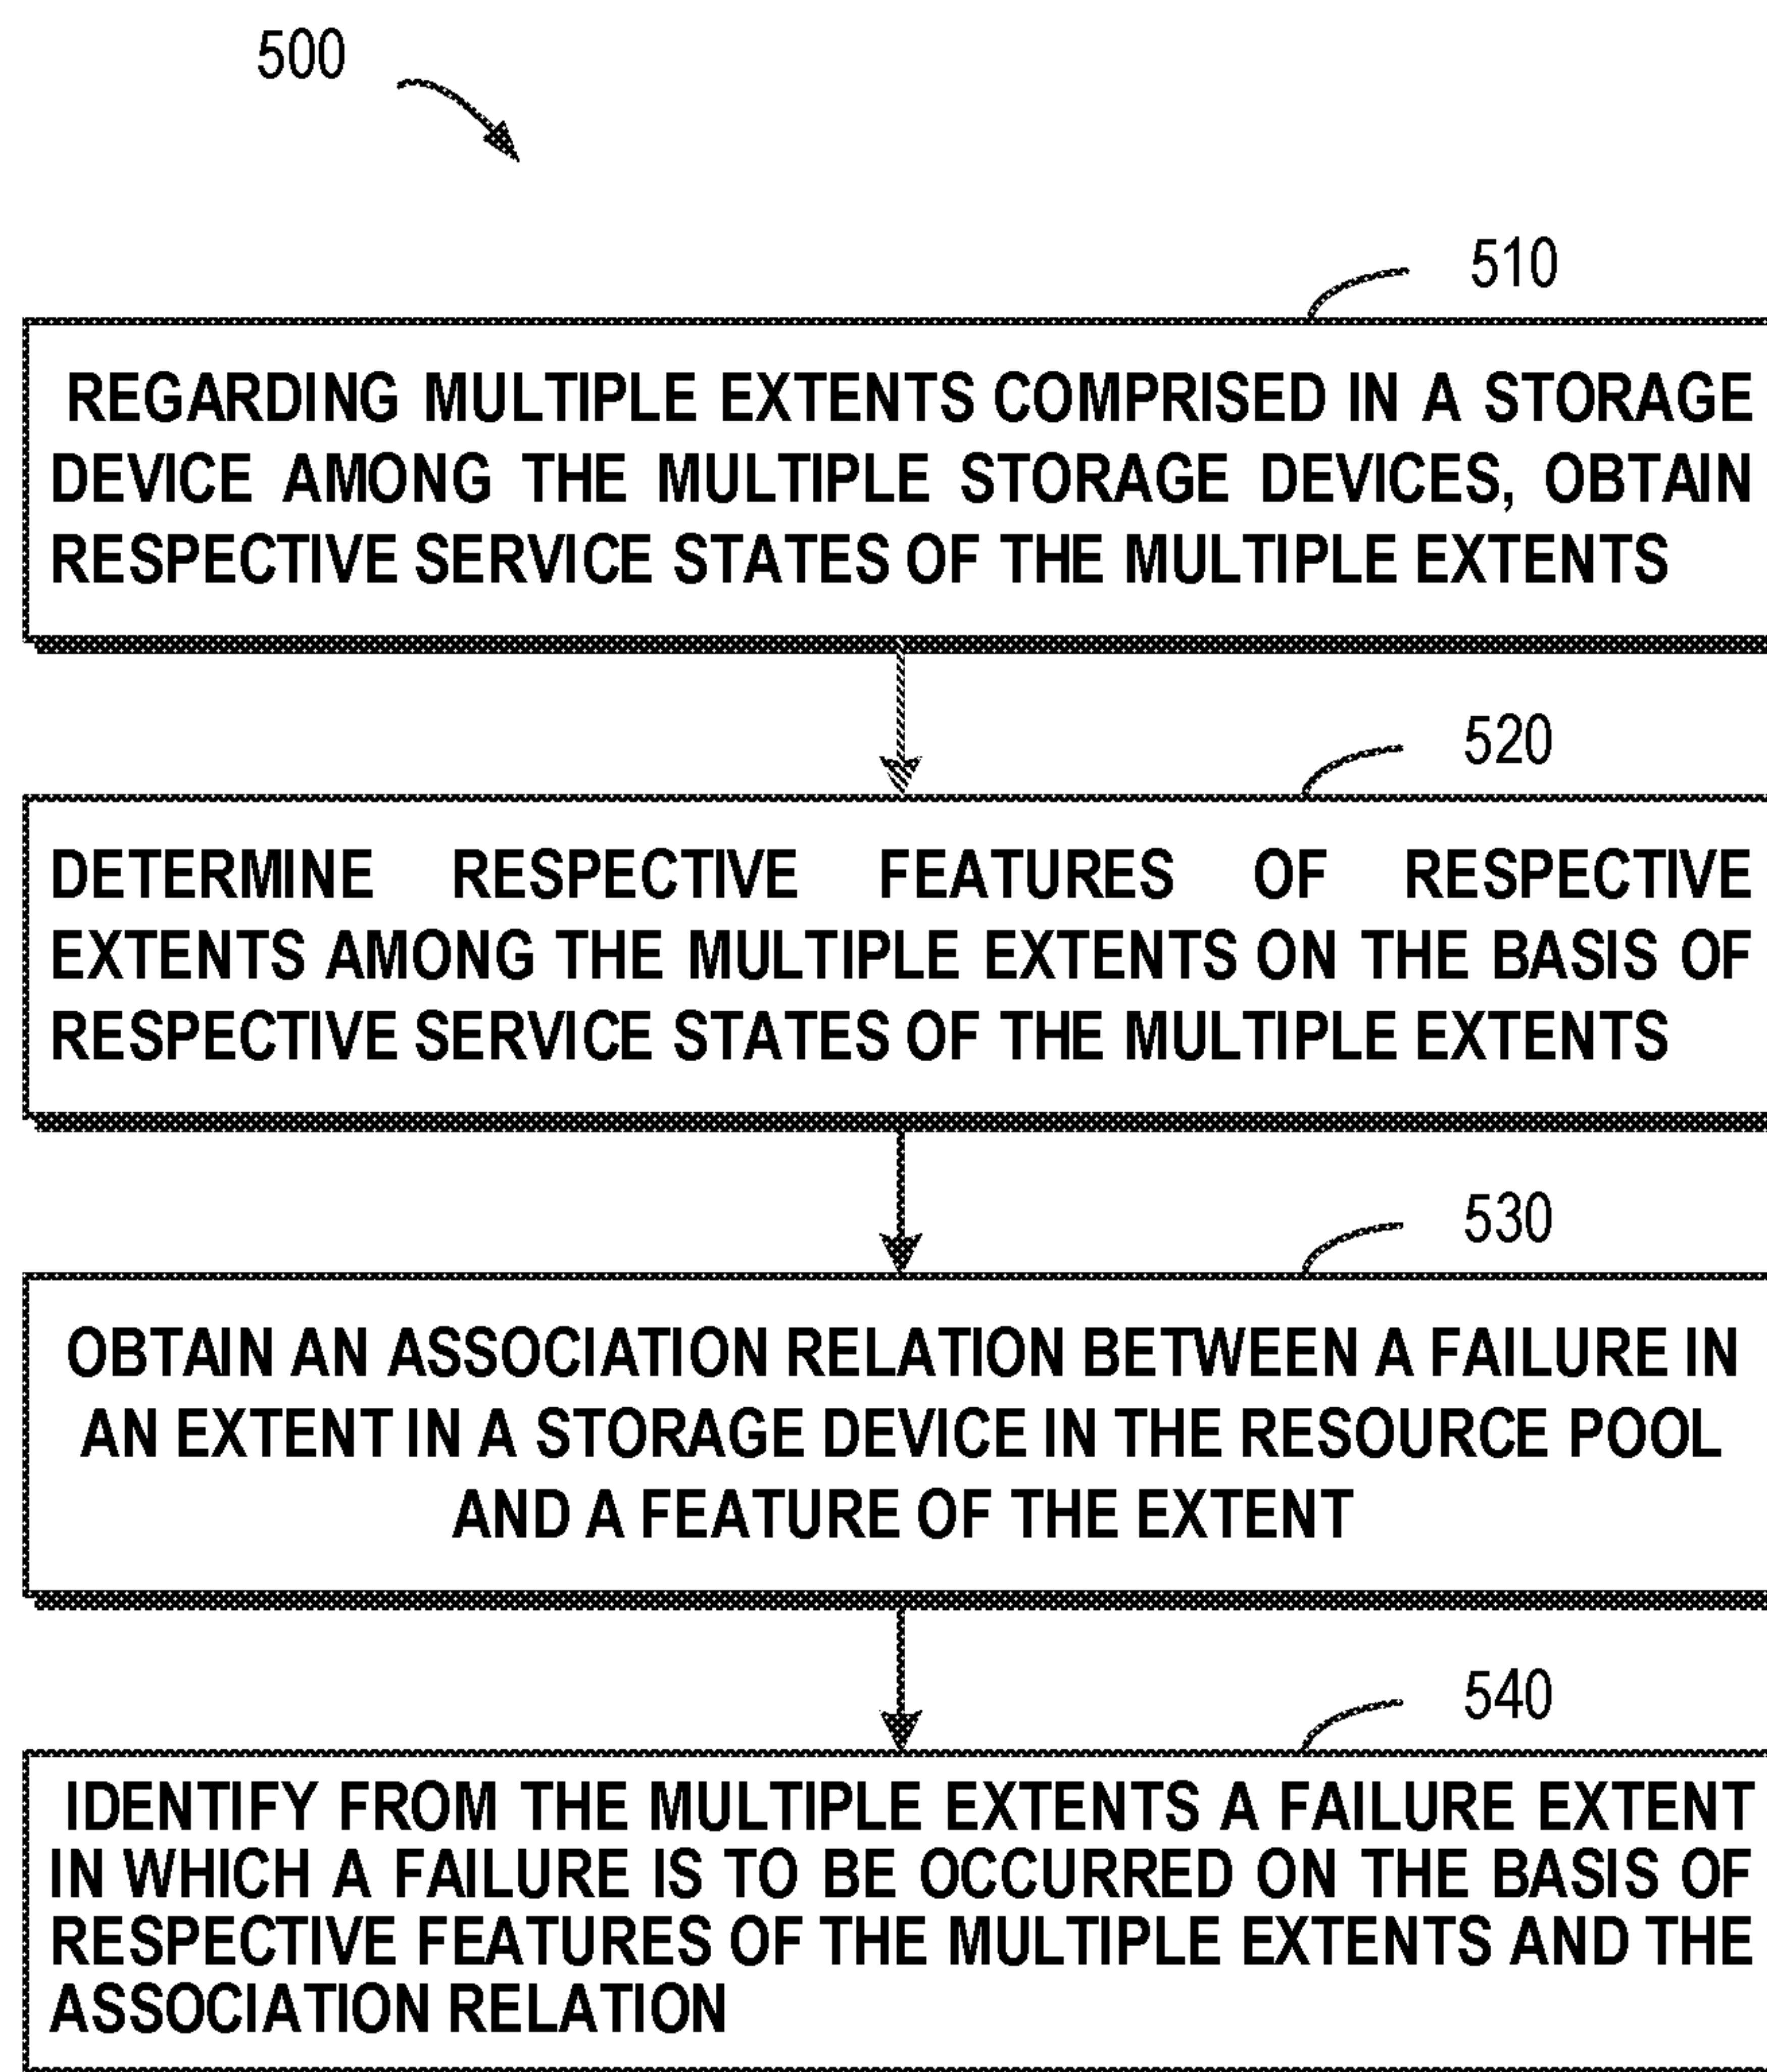 500
510
REGARDING MULTIPLE EXTENTS COMPRISED IN A STORAGE
DEVICE AMONG THE MULTIPLE STORAGE DEVICES, OBTAIN
RESPECTIVE SERVICE STATES OF THE MULTIPLE EXTENTS
520
DETERMINE RESPECTIVE FEATURES OF RESPECTIVE
EXTENTS AMONG THE MULTIPLE EXTENTS ON THE BASIS OF
RESPECTIVE SERVICE STATES OF THE MULTIPLE EXTENTS
530
OBTAIN AN ASSOCIATION RELATION BETWEEN A FAILURE IN
AN EXTENT IN A STORAGE DEVICE IN THE RESOURCE POOL
AND A FEATURE OF THE EXTENT
540
IDENTIFY FROM THE MULTIPLE EXTENTS A FAILURE EXTENT
IN WHICH A FAILURE IS TO BE OCCURRED ON THE BASIS OF
RESPECTIVE FEATURES OF THE MULTIPLE EXTENTS AND THE
ASSOCIATION RELATION